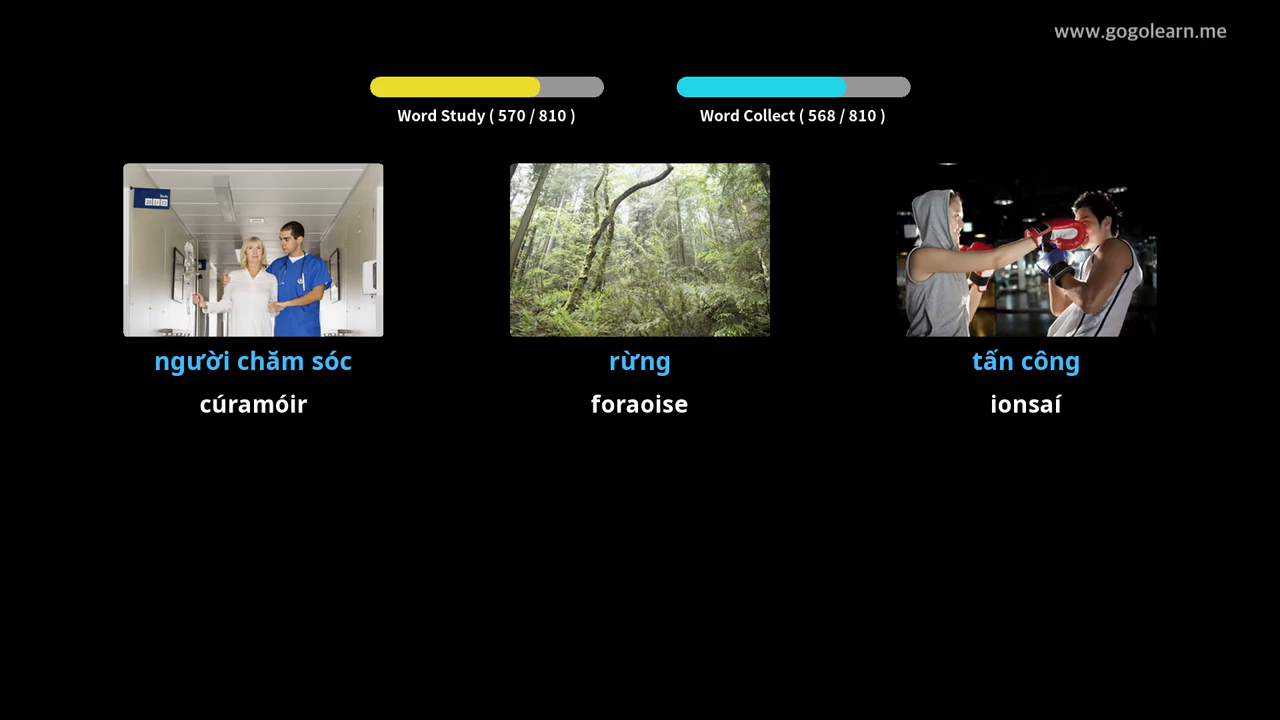 www.gogolearn.me
Word Study ( 570 / 810 )
Word Collect ( 568 / 810 )
người chăm sóc
rừng
tấn công
cúramóir
foraoise
ionsaí